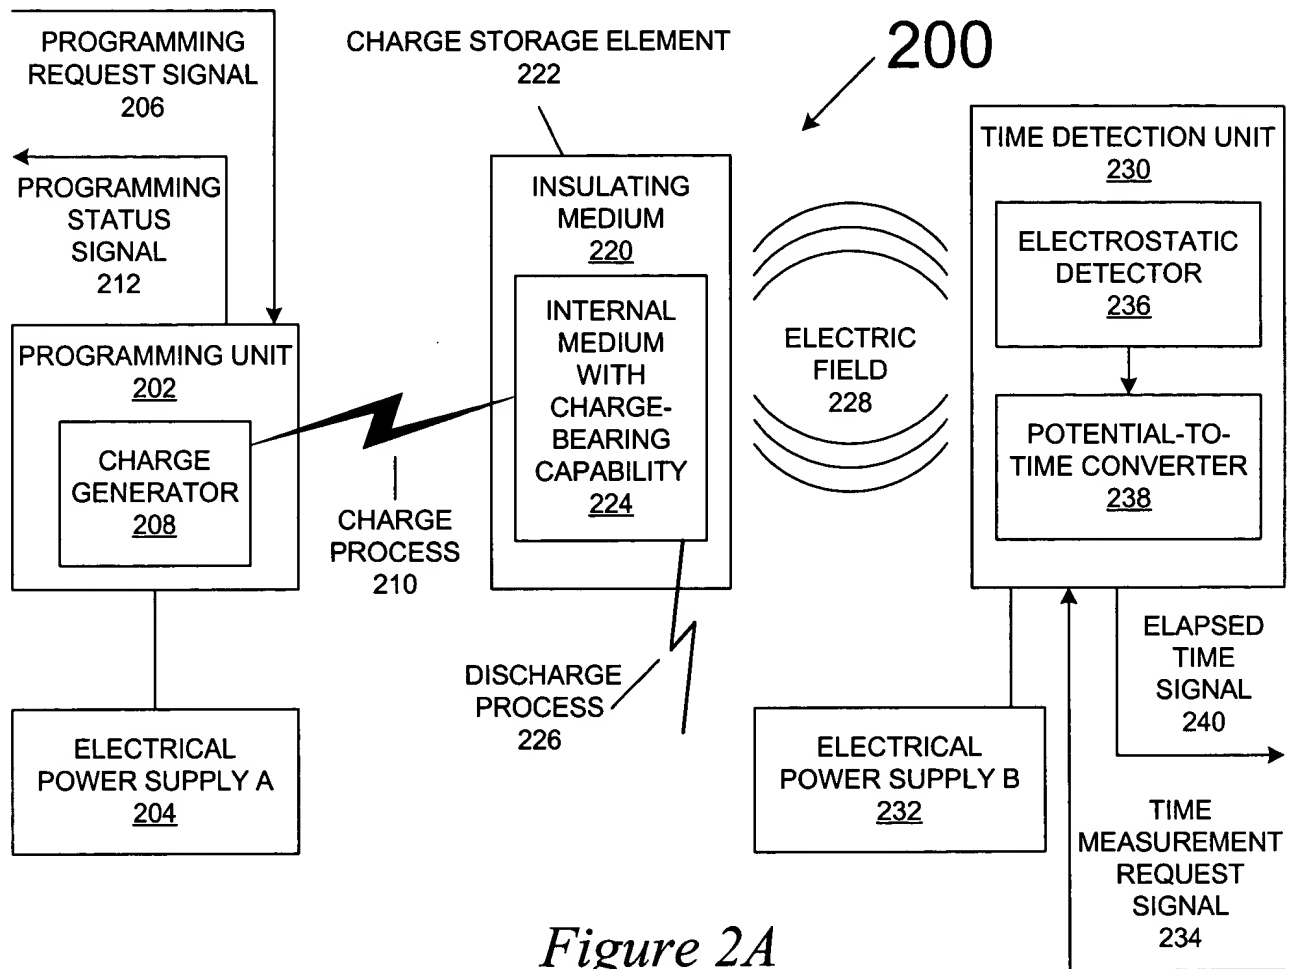 PROGRAMMING
REQUEST SIGNAL
206
CHARGE STORAGE ELEMENT
222
200
PROGRAMMING
STATUS
SIGNAL
212
PROGRAMMING UNIT
202
CHARGE
GENERATOR
208
CHARGE
PROCESS
210
INSULATING
MEDIUM
220
INTERNAL
MEDIUM
WITH
CHARGE-
BEARING
CAPABILITY
224
ELECTRIC
FIELD
228
TIME DETECTION UNIT
230
ELECTROSTATIC
DETECTOR
236
POTENTIAL-TO-
TIME CONVERTER
238
DISCHARGE
PROCESS
226
ELECTRICAL
POWER SUPPLY A
204
ELECTRICAL
POWER SUPPLY B
232
ELAPSED
TIME
SIGNAL
240
TIME
MEASUREMENT
REQUEST
SIGNAL
234
Figure 2A